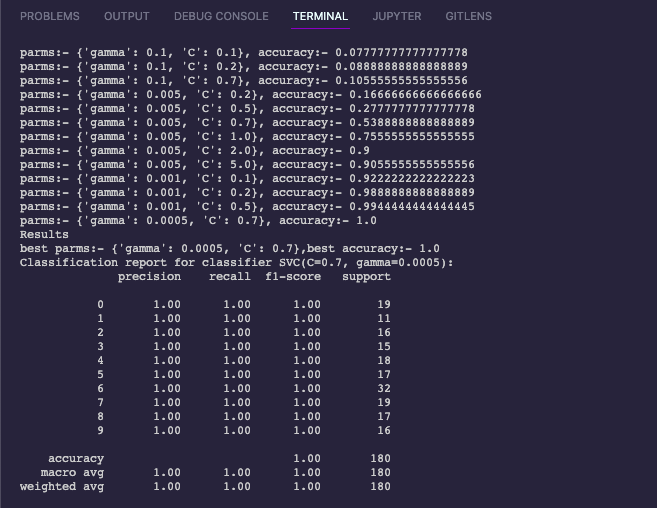 PROBLEMS OUTPUT DEBUG CONSOLE TERMINAL JUPYTER GITLENS
parms:- {'gamma': 0.1, 'C': 0.1}, accuracy:- 0.07777777777777778
parms:- {'gamma': 0.1, 'C': 0.2}, accuracy:- 0.08888888888888889
parms:- {'gamma': 0.1, 'C': 0.7}, accuracy:- 0.10555555555555556
parms:- {'gamma': 0.005, 'C': 0.2}, accuracy:- 0.16666666666666666
parms:- {'gamma': 0.005, 'C': 0.5}, accuracy:- 0.2777777777777778
parms:- {'gamma': 0.005, 'C': 0.7}, accuracy:- 0.5388888888888889
parms:- {'gamma': 0.005, 'C': 1.0}, accuracy:- 0.7555555555555555
parms:- {'gamma': 0.005, 'C': 2.0}, accuracy:- 0.9
parms:- {'gamma': 0.005, 'C': 5.0}, accuracy:- 0.9055555555555556
parms:- {'gamma': 0.001, 'C': 0.1}, accuracy:- 0.9222222222222223
parms:- {'gamma': 0.001, 'C': 0.2}, accuracy:- 0.9888888888888889
parms:- {'gamma': 0.001, 'C': 0.5}, accuracy:- 0.9944444444444445
parms:- {'gamma': 0.0005, 'C': 0.7}, accuracy:- 1.0
Results
best parms:- {'gamma': 0.0005, 'C': 0.7},best accuracy:- 1.0
Classification report for classifier SVC(C=0.7, gamma=0.0005):
precision recall f1-score support
0 1.00 1.00 1.00 19
1 1.00 1.00 1.00 11
2 1.00 1.00 1.00 16
3 1.00 1.00 1.00 15
4 1.00 1.00 1.00 18
5 1.00 1.00 1.00 17
6 1.00 1.00 1.00 32
7 1.00 1.00 1.00 19
8 1.00 1.00 1.00 17
9 1.00 1.00 1.00 16
accuracy 1.00 180
macro avg 1.00 1.00 1.00 180
weighted avg 1.00 1.00 1.00 180